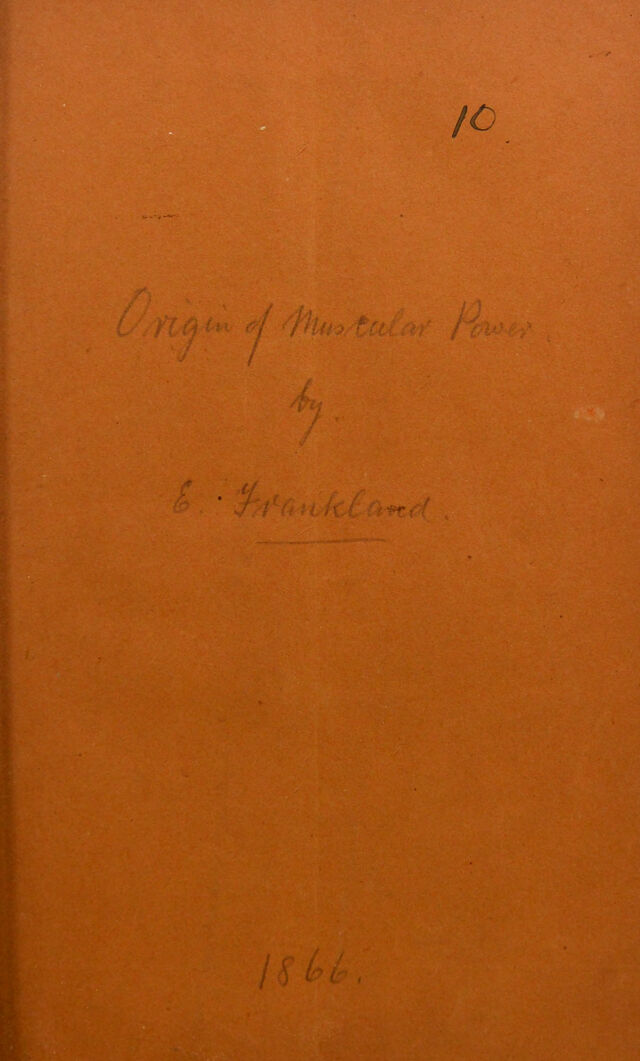 10
Origin of Muscular Power.
by.
E. Frankland.
1866.